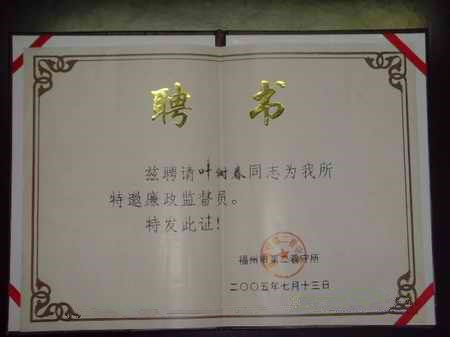 聘书
兹聘请叶树春同志为我所
特邀廉政监督员。
特发此证！
福州市第二看守所
二〇〇五年七月十三日